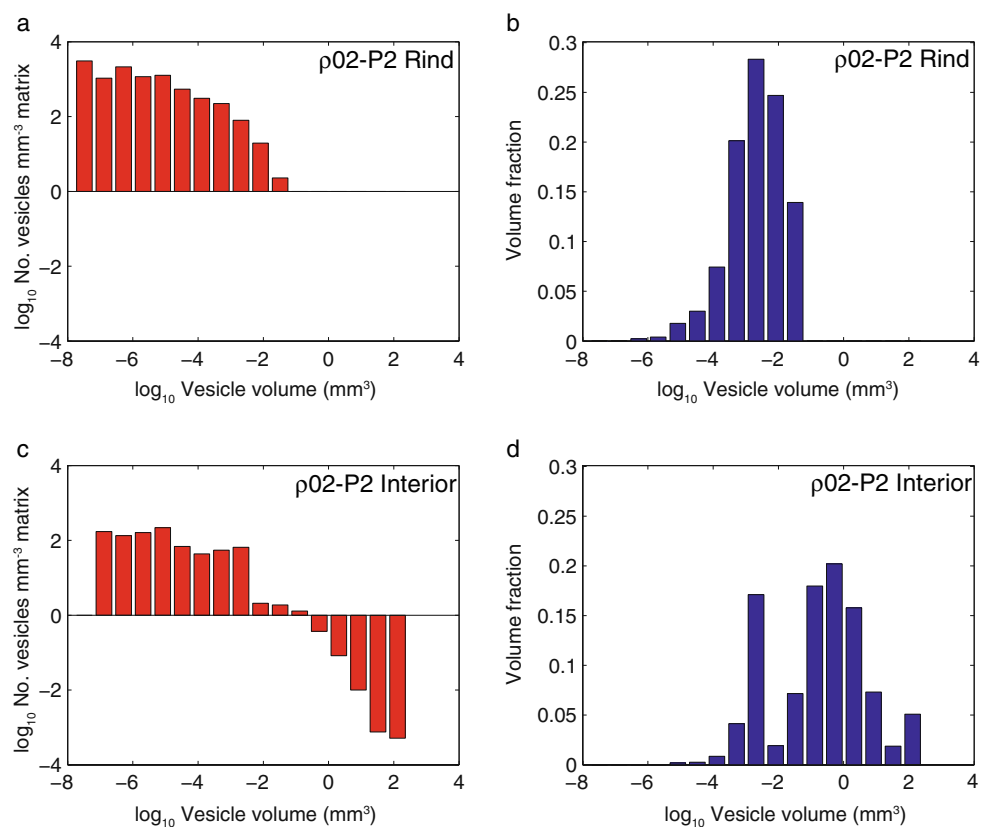 a
ρ02-P2 Rind
4
2
0
−2
−4
log10 No. vesicles mm-3 matrix
−8 −6 −4 −2 0 2 4
log10 Vesicle volume (mm3)
b
ρ02-P2 Rind
0.3
0.25
0.2
0.15
0.1
0.05
0
Volume fraction
−8 −6 −4 −2 0 2 4
log10 Vesicle volume (mm3)
c
ρ02-P2 Interior
4
2
0
−2
−4
log10 No. vesicles mm-3 matrix
−8 −6 −4 −2 0 2 4
log10 Vesicle volume (mm3)
d
ρ02-P2 Interior
0.3
0.25
0.2
0.15
0.1
0.05
0
Volume fraction
−8 −6 −4 −2 0 2 4
log10 Vesicle volume (mm3)